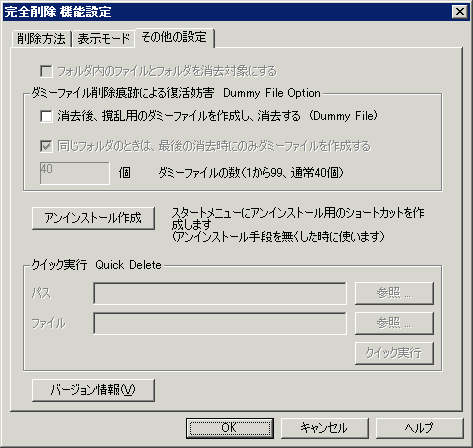 完全削除 機能設定
削除方法 表示モード その他の設定
フォルダ内のファイルとフォルダを消去対象にする
ダミーファイル削除痕跡による復活妨害 Dummy File Option
消去後、撹乱用のダミーファイルを作成し、消去する (Dummy File)
同じフォルダのときは、最後の消去時にのみダミーファイルを作成する
40 個 ダミーファイルの数(1から99、通常40個)
アンインストール作成
スタートメニューにアンインストール用のショートカットを作
成します
(アンインストール手段を無くした時に使います)
クイック実行 Quick Delete
パス 参照 ...
ファイル 参照 ...
クイック実行
バージョン情報(V)
OK キャンセル ヘルプ